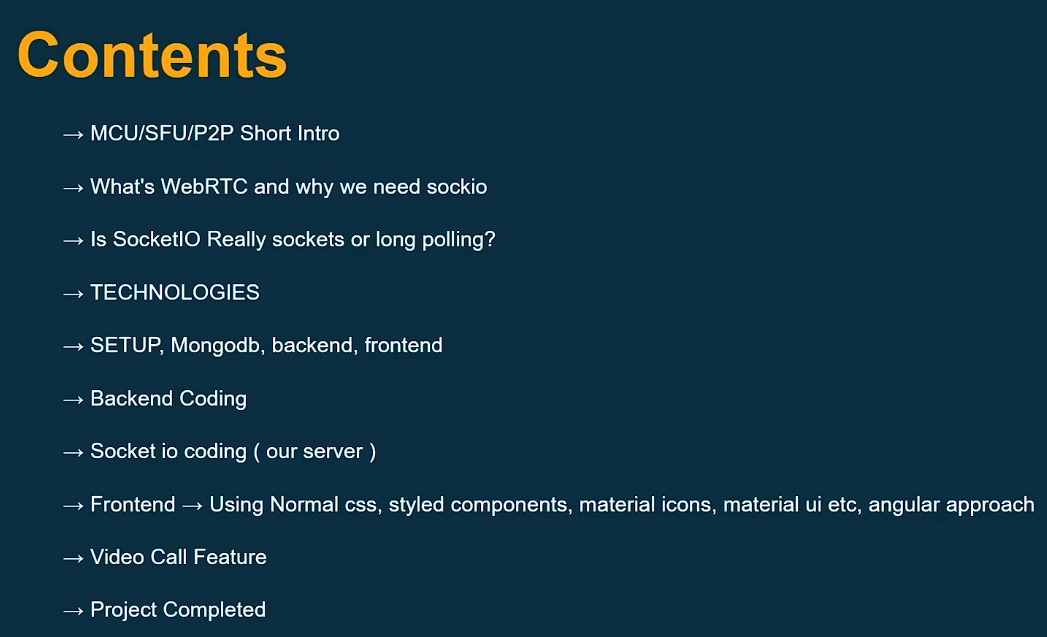 Contents
→ MCU/SFU/P2P Short Intro
→ What's WebRTC and why we need sockio
→ Is SocketIO Really sockets or long polling?
→ TECHNOLOGIES
→ SETUP, Mongodb, backend, frontend
→ Backend Coding
→ Socket io coding ( our server )
→ Frontend → Using Normal css, styled components, material icons, material ui etc, angular approach
→ Video Call Feature
→ Project Completed